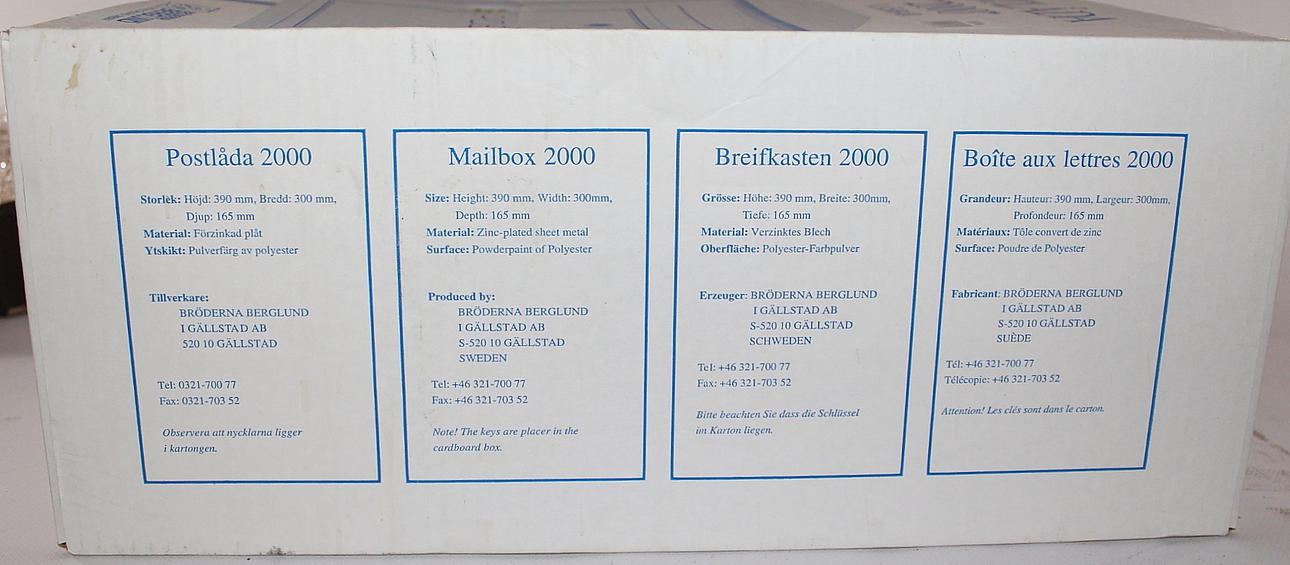 Postlåda 2000
Storlek: Höjd: 390 mm, Bredd: 300 mm,
Djup: 165 mm
Material: Förzinkad plåt
Ytskikt: Pulverfärg av polyester
Tillverkare:
BRÖDERNA BERGLUND
I GÄLLSTAD AB
520 10 GÄLLSTAD
Tel: 0321-700 77
Fax: 0321-703 52
Observera att nycklarna ligger
i kartongen.
Mailbox 2000
Size: Height: 390 mm, Width: 300mm,
Depth: 165 mm
Material: Zinc-plated sheet metal
Surface: Powderpaint of Polyester
Produced by:
BRÖDERNA BERGLUND
I GÄLLSTAD AB
S-520 10 GÄLLSTAD
SWEDEN
Tel: +46 321-700 77
Fax: +46 321-703 52
Note! The keys are placer in the
cardboard box.
Breifkasten 2000
Grösse: Höhe: 390 mm, Breite: 300mm,
Tiefe: 165 mm
Material: Verzinktes Blech
Oberfläche: Polyester-Farbpulver
Erzeuger: BRÖDERNA BERGLUND
I GÄLLSTAD AB
S-520 10 GÄLLSTAD
SCHWEDEN
Tel: +46 321-700 77
Fax: +46 321-703 52
Bitte beachten Sie dass die Schlüssel
im Karton liegen.
Boîte aux lettres 2000
Grandeur: Hauteur: 390 mm, Largeur: 300mm,
Profondeur: 165 mm
Matériaux: Tôle convert de zinc
Surface: Poudre de Polyester
Fabricant: BRÖDERNA BERGLUND
I GÄLLSTAD AB
S-520 10 GÄLLSTAD
SUÈDE
Tél: +46 321-700 77
Télécopie: +46 321-703 52
Attention! Les clés sont dans le carton.